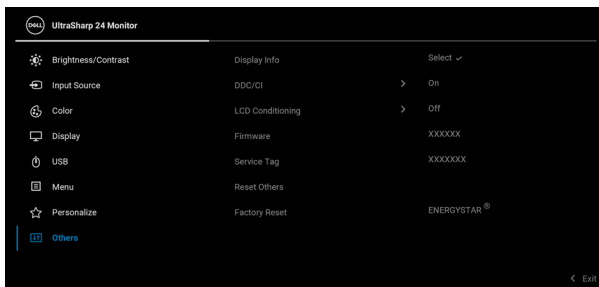 DELL UltraSharp 24 Monitor
Brightness/Contrast Display Info Select ✓
Input Source DDC/CI > On
Color LCD Conditioning > Off
Display Firmware XXXXXX
USB Service Tag XXXXXXX
Menu Reset Others
Personalize Factory Reset ENERGYSTAR ®
Others
< Exit